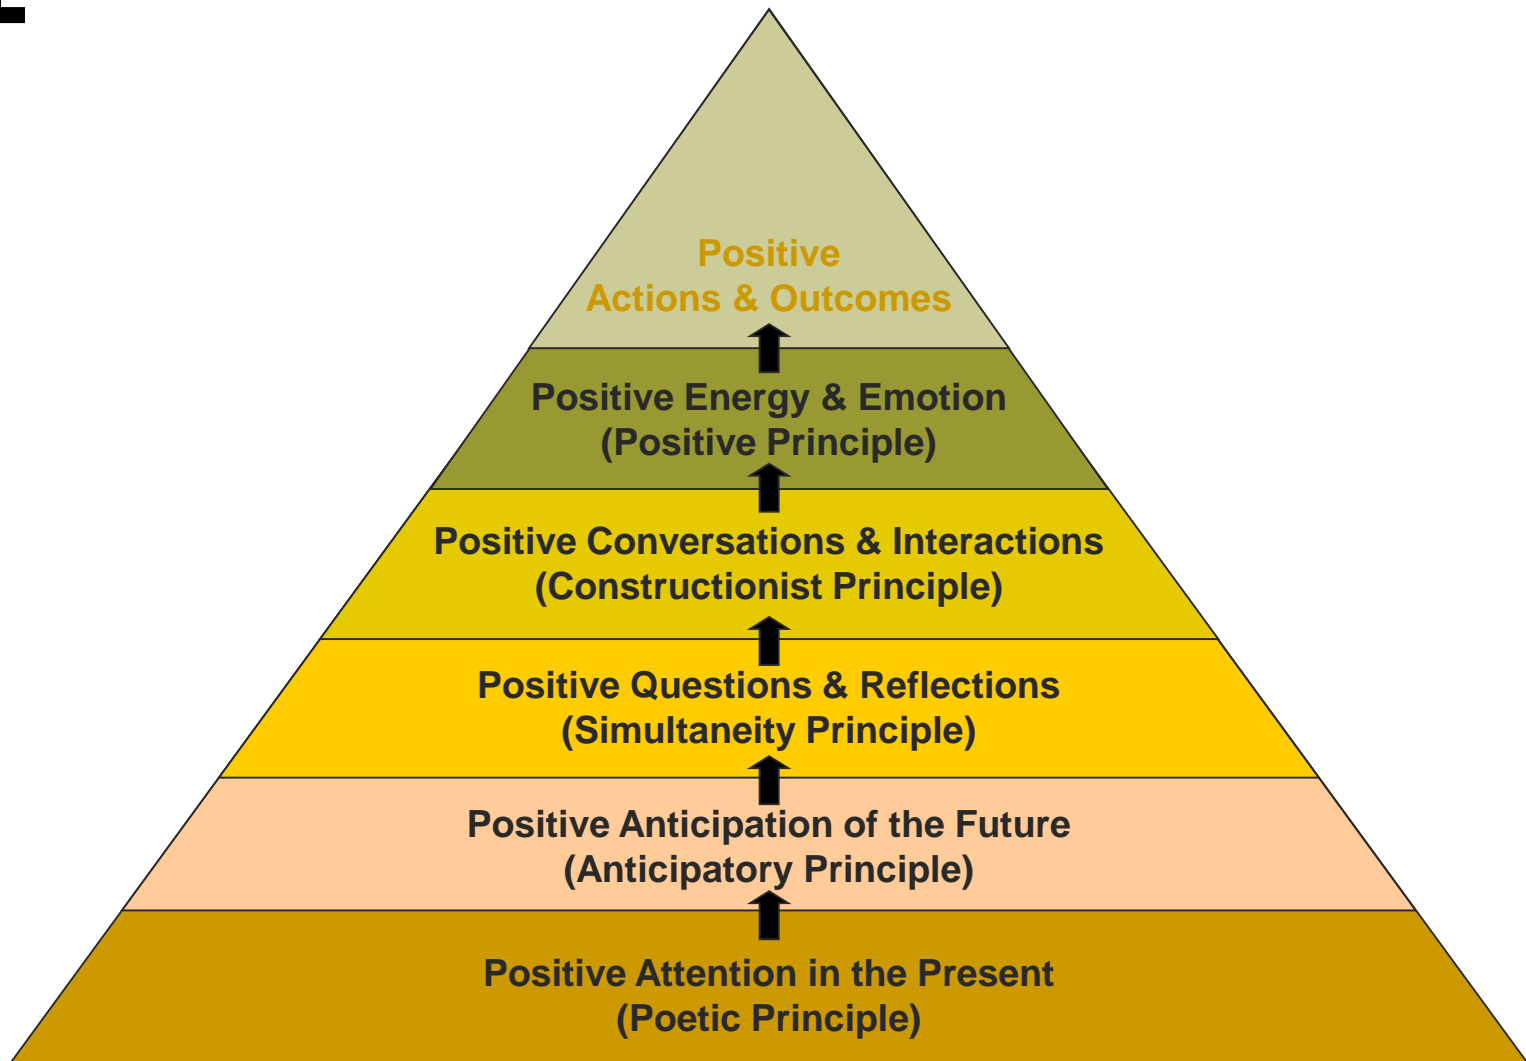 Positive
Actions & Outcomes
Positive Energy & Emotion
(Positive Principle)
Positive Conversations & Interactions
(Constructionist Principle)
Positive Questions & Reflections
(Simultaneity Principle)
Positive Anticipation of the Future
(Anticipatory Principle)
Positive Attention in the Present
(Poetic Principle)